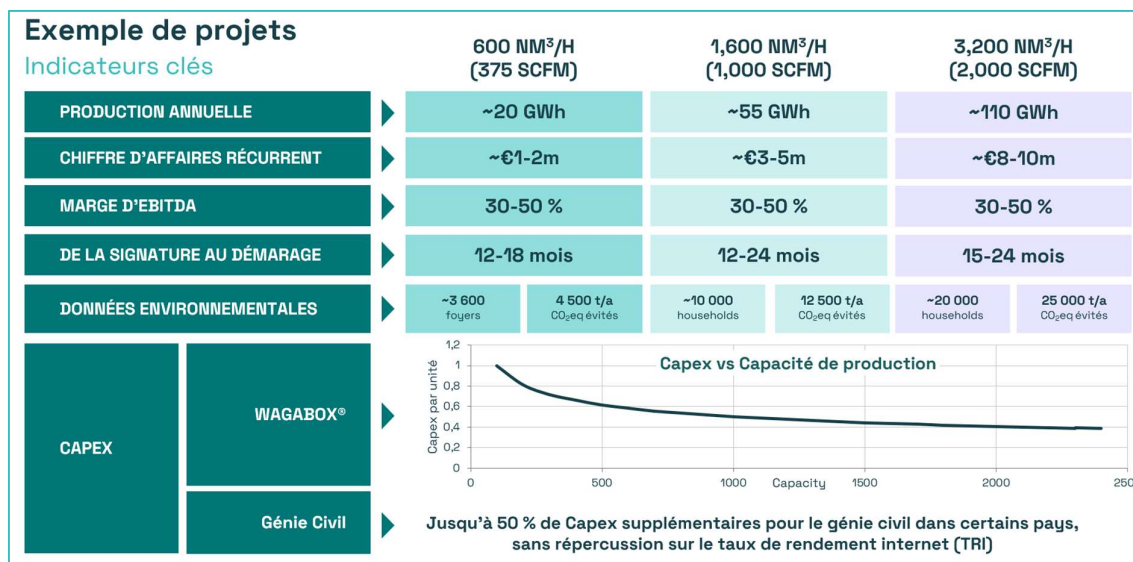 Exemple de projets
Indicateurs clés
600 NM³/H
(375 SCFM)
1,600 NM³/H
(1,000 SCFM)
3,200 NM³/H
(2,000 SCFM)
PRODUCTION ANNUELLE
~20 GWh
~55 GWh
~110 GWh
CHIFFRE D'AFFAIRES RÉCURRENT
~€1-2m
~€3-5m
~€8-10m
MARGE D'EBITDA
30-50 %
30-50 %
30-50 %
DE LA SIGNATURE AU DÉMARAGE
12-18 mois
12-24 mois
15-24 mois
DONNÉES ENVIRONNEMENTALES
~3 600
foyers
4 500 t/a
CO₂eq évités
~10 000
households
12 500 t/a
CO₂eq évités
~20 000
households
25 000 t/a
CO₂eq évités
CAPEX
WAGABOX®
Capex vs Capacité de production
Capex par unité
1,2
1
0,8
0,6
0,4
0,2
0
0
500
1000
Capacity
1500
2000
250
Génie Civil
Jusqu'à 50 % de Capex supplémentaires pour le génie civil dans certains pays,
sans répercussion sur le taux de rendement internet (TRI)